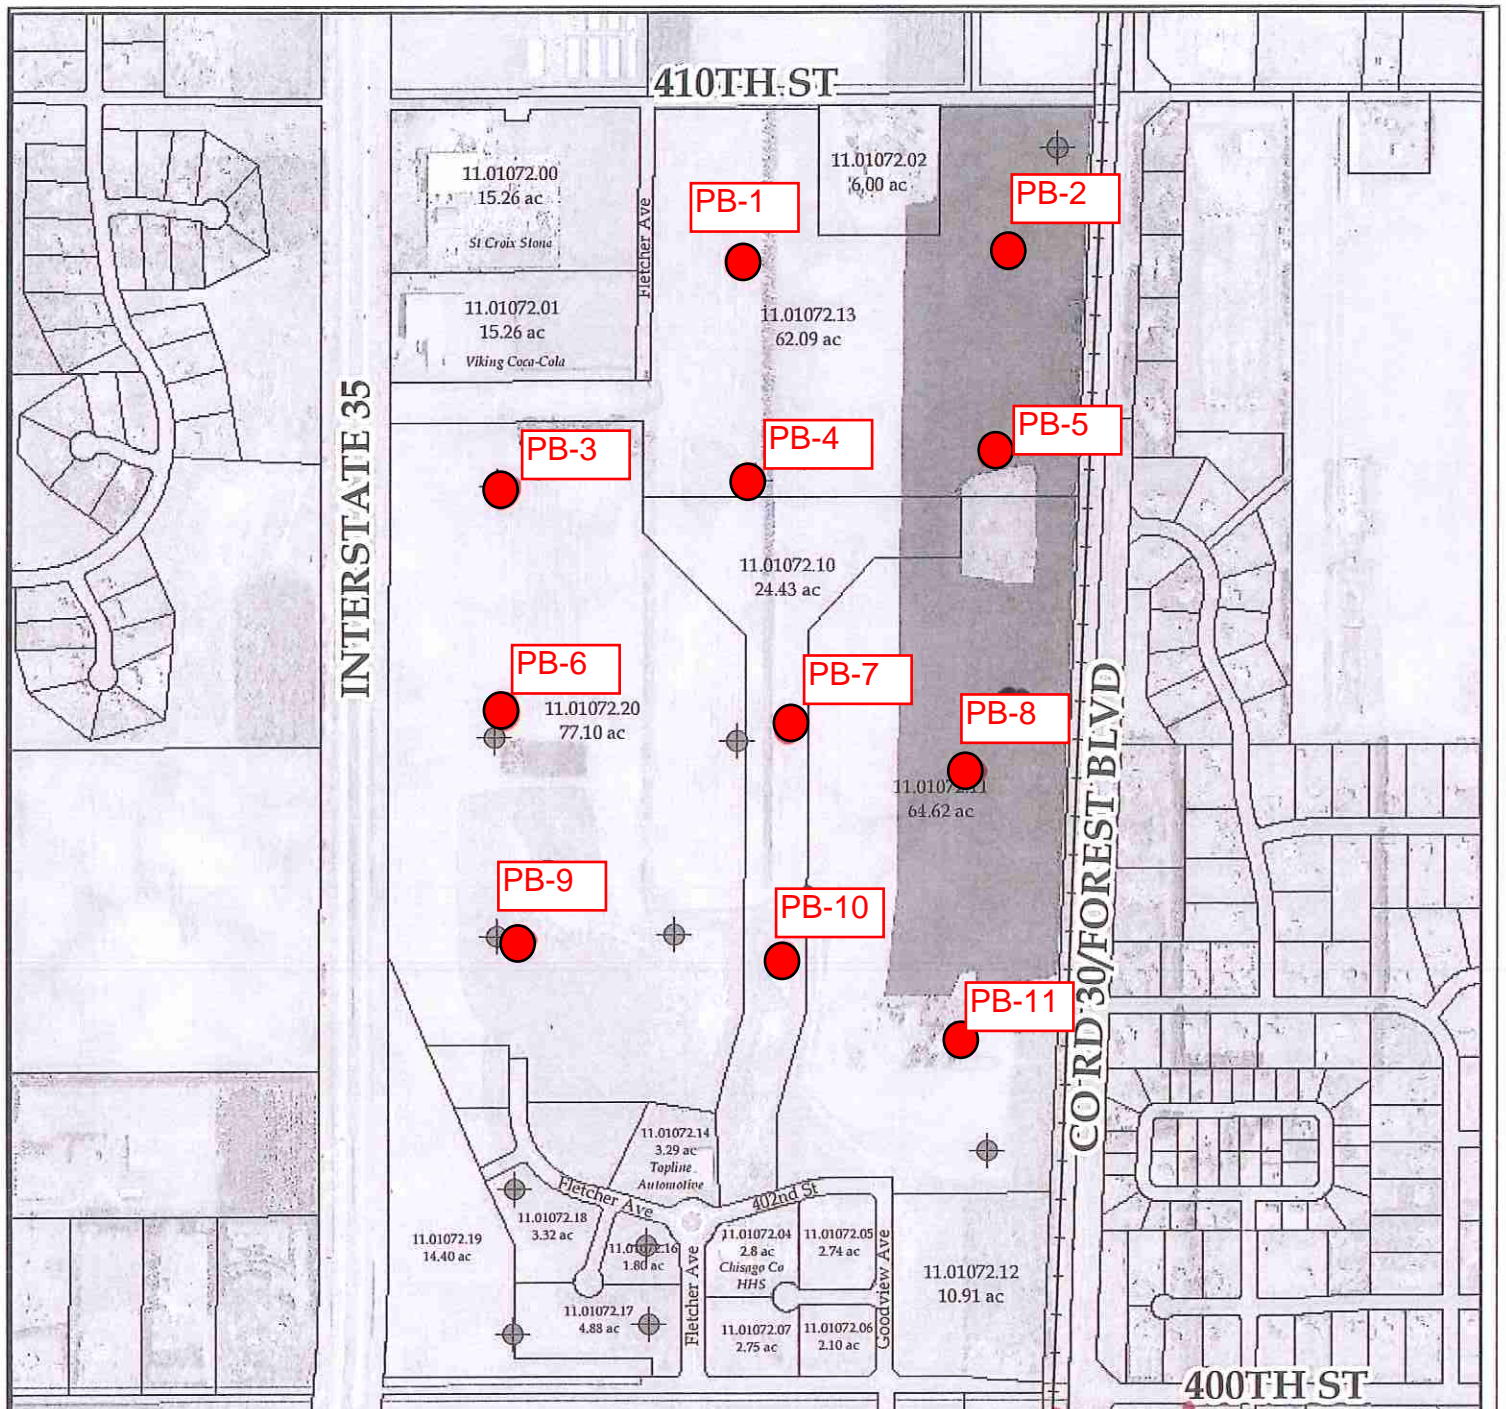 410TH ST
11.01072.00
15.26 ac
St Croix Stone
11.01072.02
6.00 ac
PB-1
PB-2
Fletcher Ave
11.01072.01
15.26 ac
Viking Coca-Cola
11.01072.13
62.09 ac
INTERSTATE 35
PB-3
PB-4
PB-5
11.01072.10
24.43 ac
PB-6
11.01072.20
77.10 ac
PB-7
PB-8
11.01072.11
64.62 ac
CORD 30/FOREST BLVD
PB-9
PB-10
PB-11
11.01072.14
3.29 ac
Topline
Automotive
Fletcher Ave
402nd St
11.01072.19
14.40 ac
11.01072.18
3.32 ac
11.01072.16
1.80 ac
11.01072.17
4.88 ac
Fletcher Ave
11.01072.04
2.8 ac
Chisago Co
HHS
11.01072.05
2.74 ac
11.01072.07
2.75 ac
11.01072.06
2.10 ac
Goodview Ave
11.01072.12
10.91 ac
400TH ST